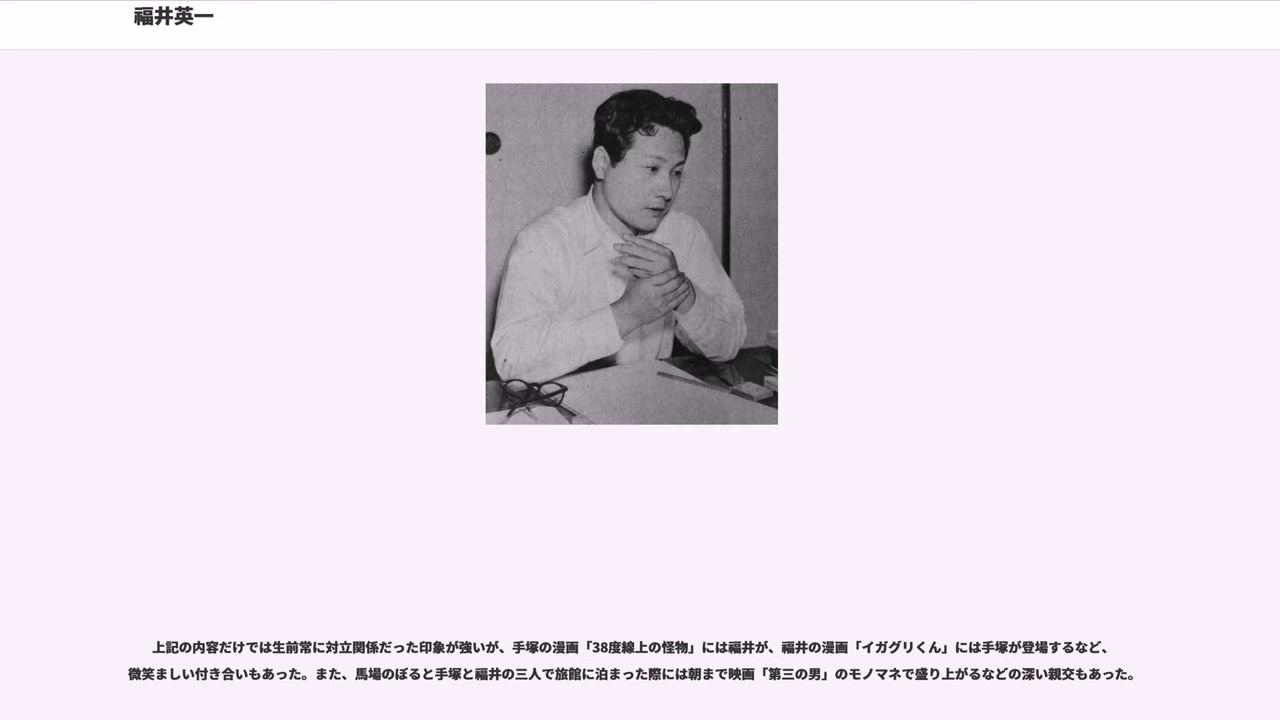 福井英一
上記の内容だけでは生前常に対立関係だった印象が強いが、手塚の漫画「38度線上の怪物」には福井が、福井の漫画「イガグリくん」には手塚が登場するなど、
微笑ましい付き合いもあった。また、馬場のぼると手塚と福井の三人で旅館に泊まった際には朝まで映画「第三の男」のモノマネで盛り上がるなどの深い親交もあった。